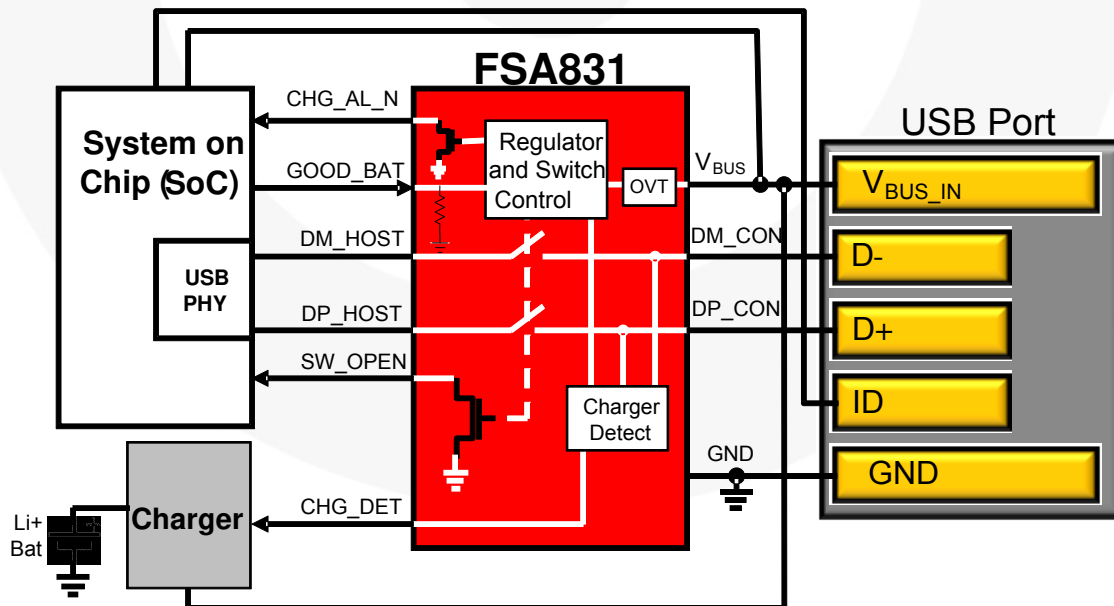 FSA831
USB Port
System on
Chip (SoC)
USB
PHY
CHG_AL_N
GOOD_BAT
DM_HOST
DP_HOST
SW_OPEN
CHG_DET
Regulator
and Switch
Control
OVT
Charger
Detect
VBUS
DM_CON
DP_CON
GND
VBUS_IN
D-
D+
ID
GND
Charger
Li+
Bat